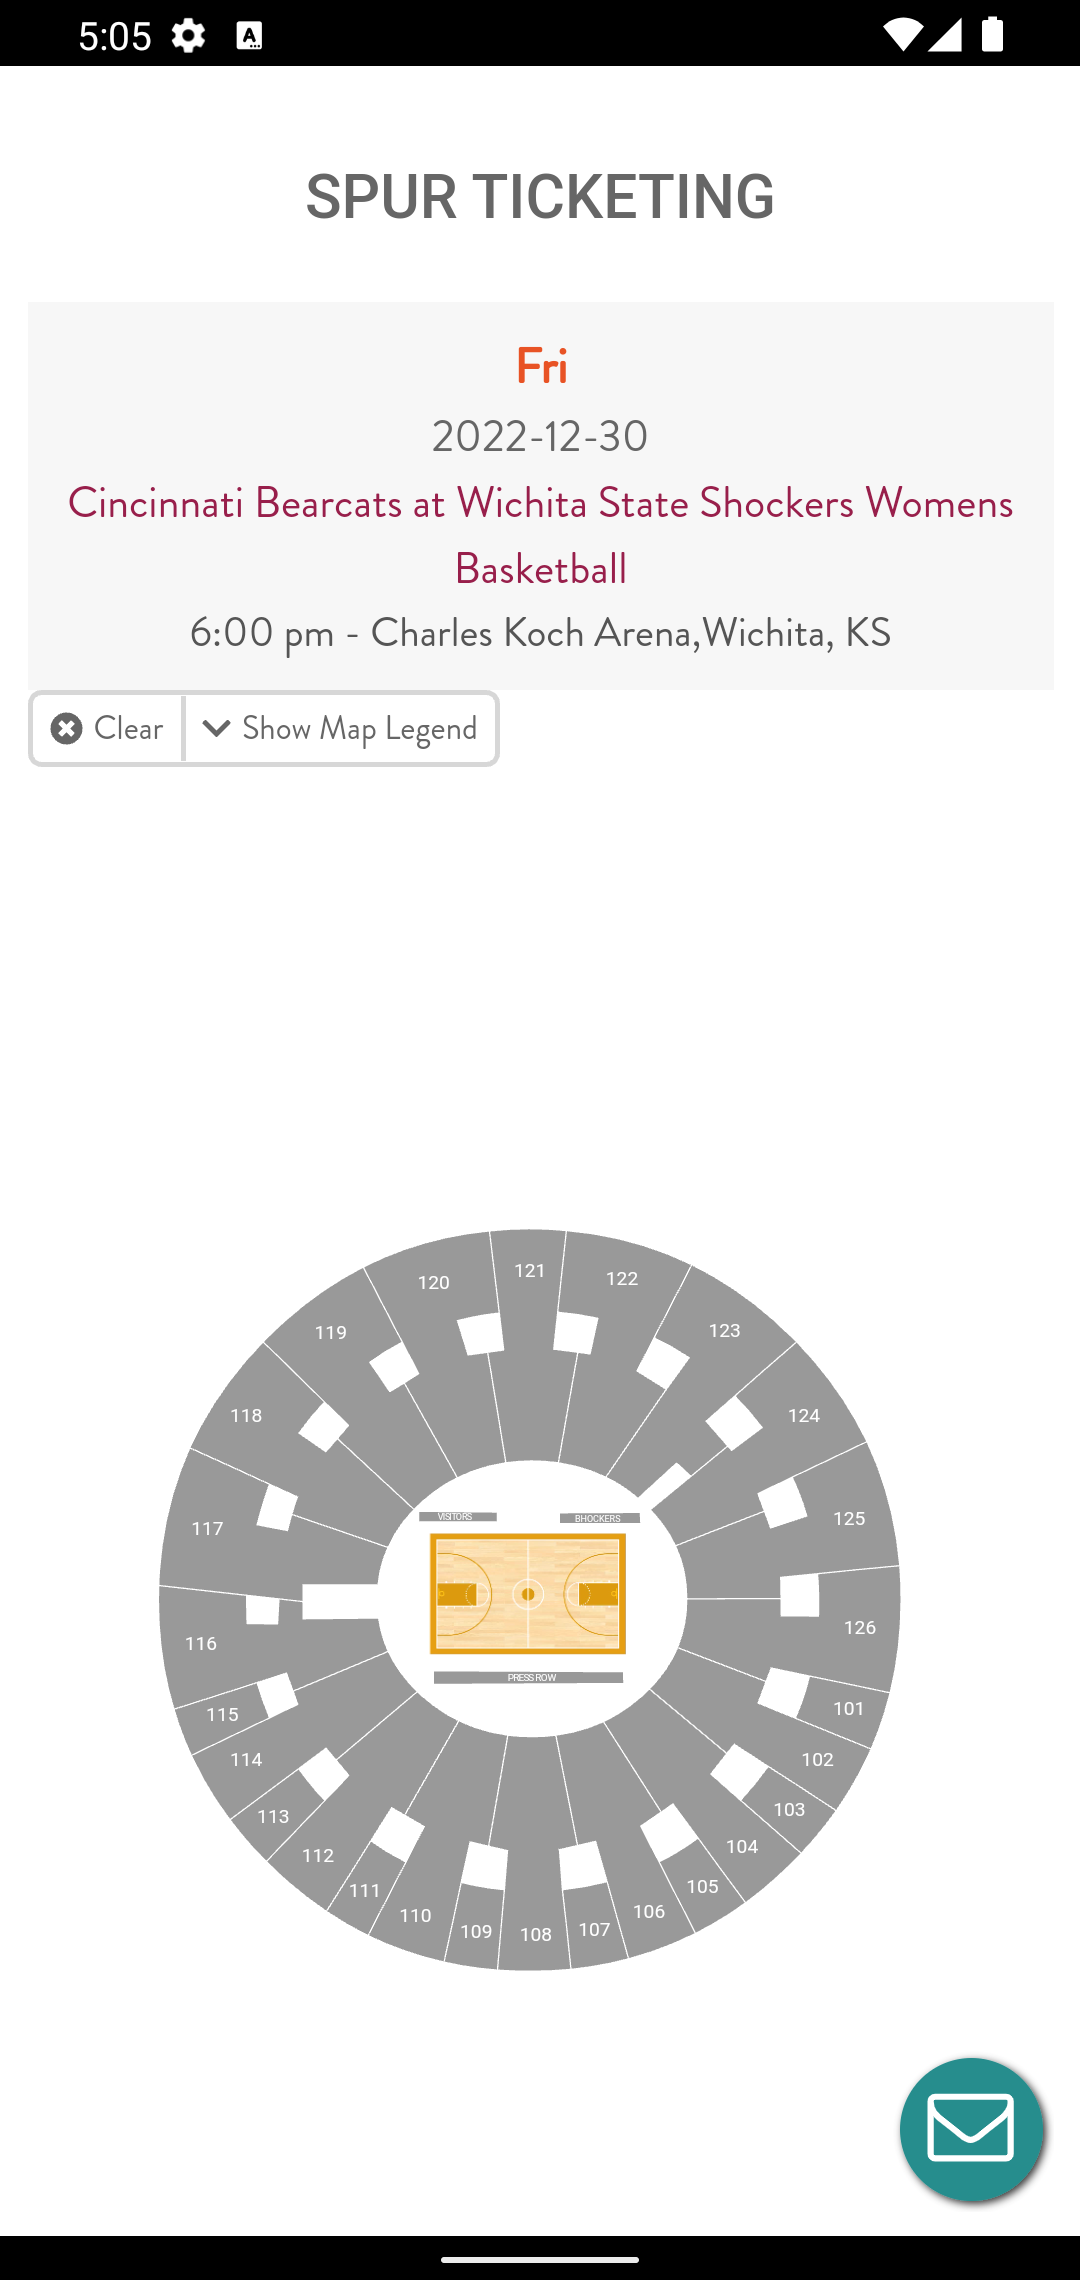 5:05
SPUR TICKETING
Fri
2022-12-30
Cincinnati Bearcats at Wichita State Shockers Womens
Basketball
6:00 pm - Charles Koch Arena,Wichita, KS
Clear
Show Map Legend
121
120
122
119
123
118
124
117
125
VISITORS
BHOCKERS
116
126
PRESS ROW
115
101
114
102
113
103
112
104
111
105
110
106
109
108
107